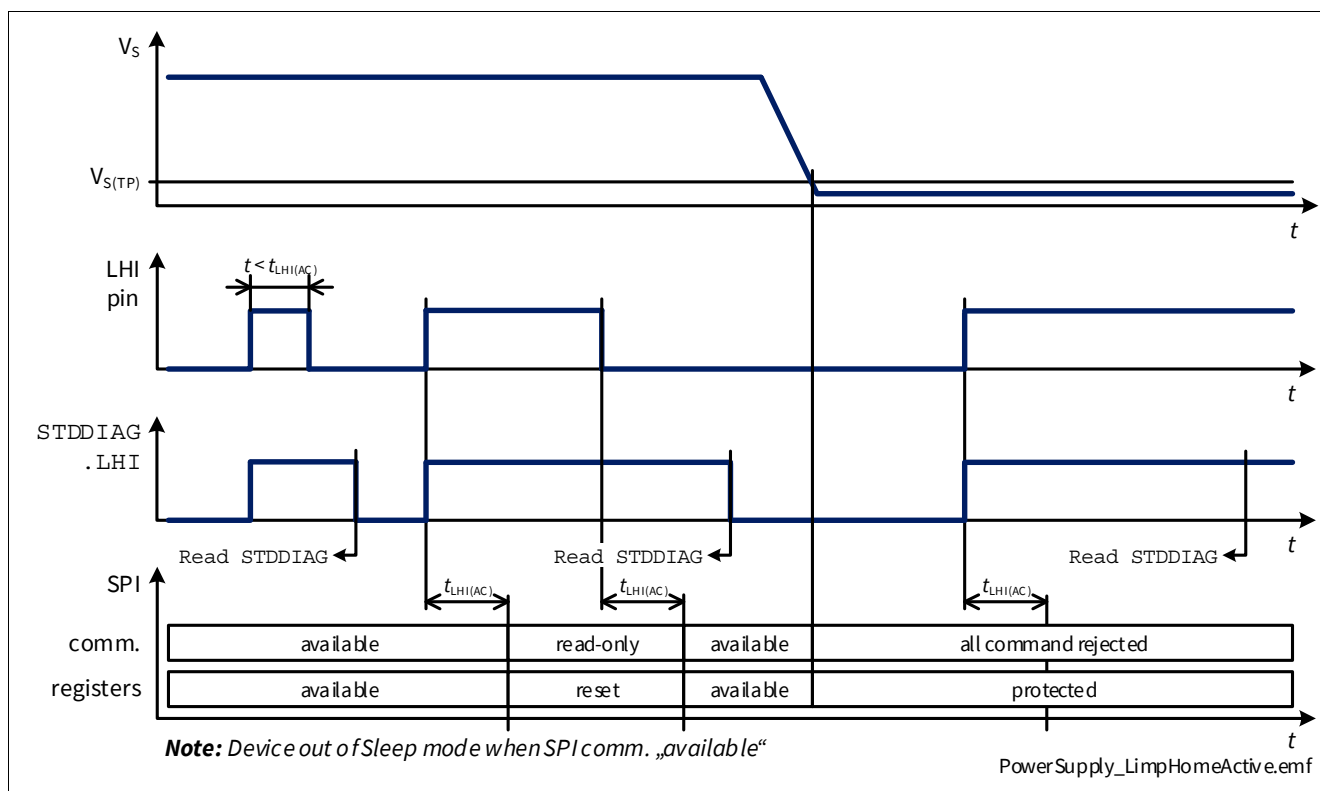 VS
VS(TP)
t
LHI
pin
t < tLHI(AC)
t
STDDIAG
.LHI
t
Read STDDIAG
Read STDDIAG
Read STDDIAG
SPI
tLHI(AC)
tLHI(AC)
tLHI(AC)
comm.
available
read-only
available
all command rejected
registers
available
reset
available
protected
t
Note: Device out of Sleep mode when SPI comm. „available“
PowerSupply_LimpHomeActive.emf